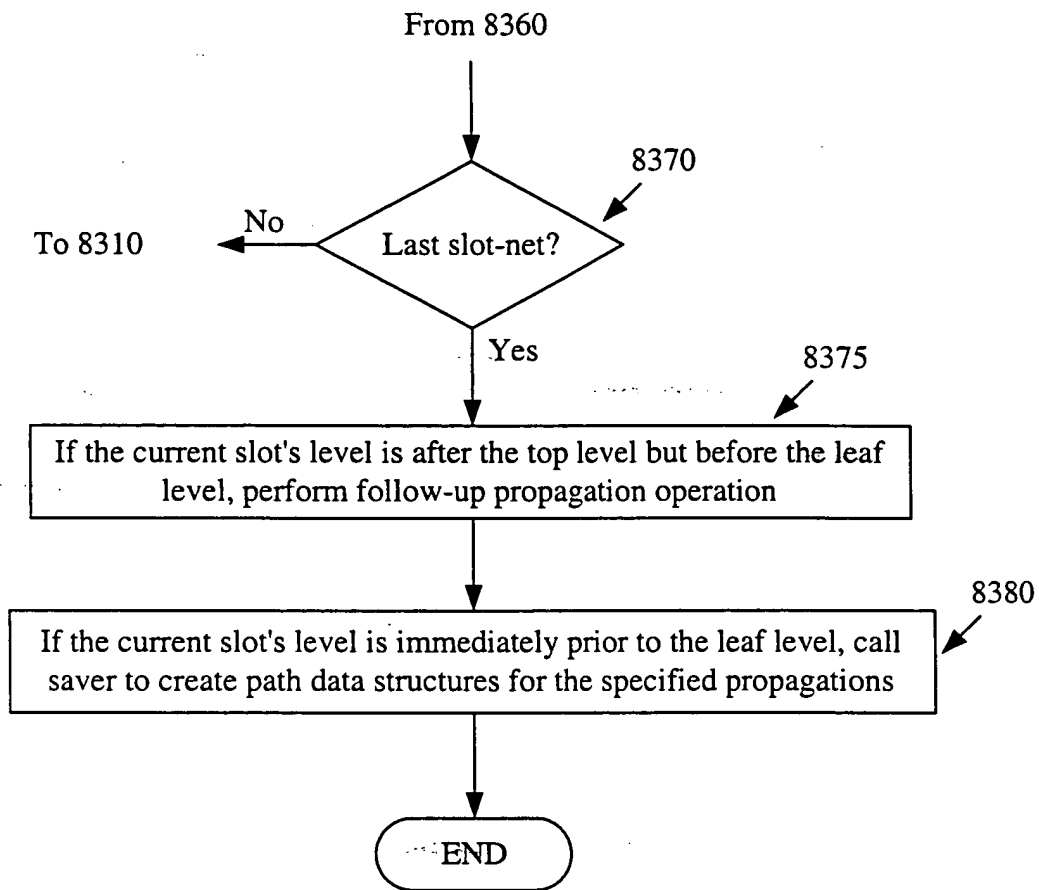 From 8360
8370
No
To 8310
Last slot-net?
Yes
8375
If the current slot's level is after the top level but before the leaf
level, perform follow-up propagation operation
8380
If the current slot's level is immediately prior to the leaf level, call
saver to create path data structures for the specified propagations
END